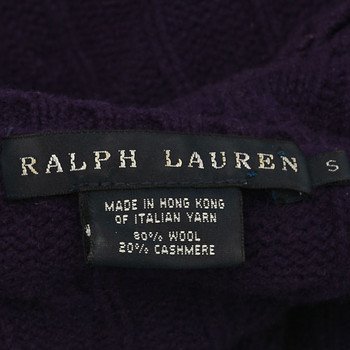 RALPH LAUREN S
MADE IN HONG KONG
OF ITALIAN YARN
80% WOOL
20% CASHMERE